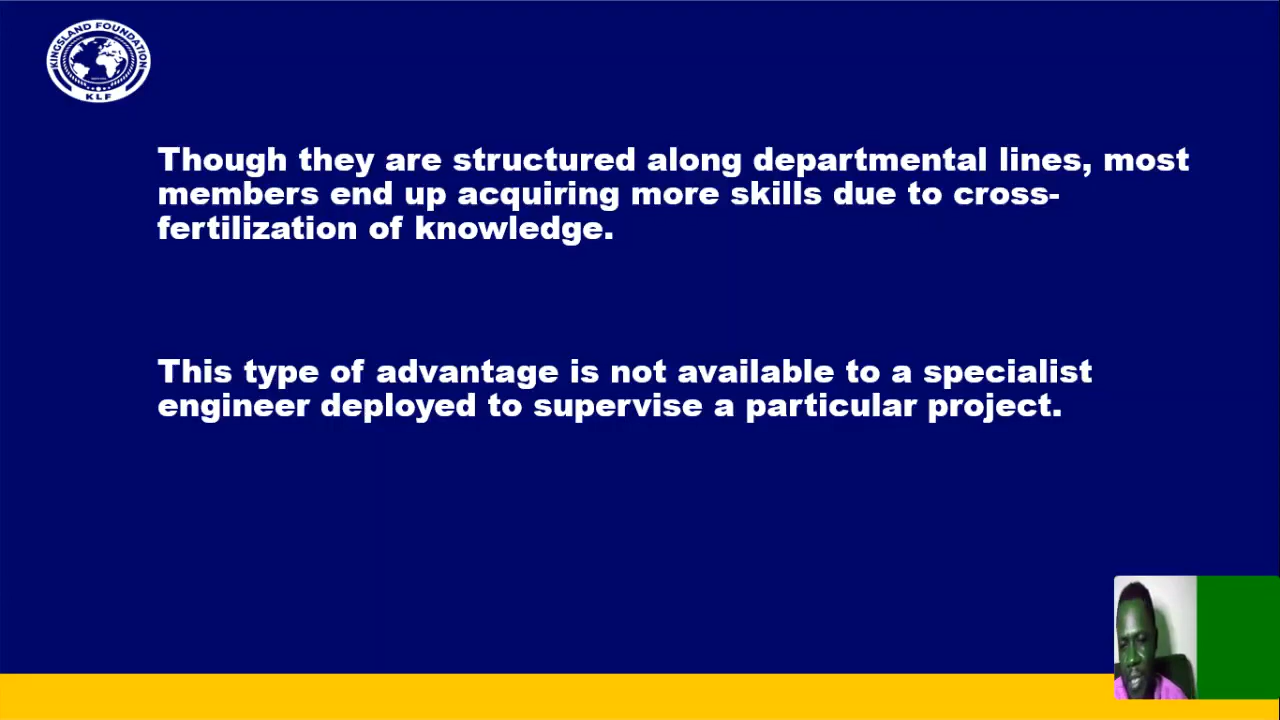 KINGSLAND FOUNDATION
KLF
Though they are structured along departmental lines, most
members end up acquiring more skills due to cross-
fertilization of knowledge.
This type of advantage is not available to a specialist
engineer deployed to supervise a particular project.